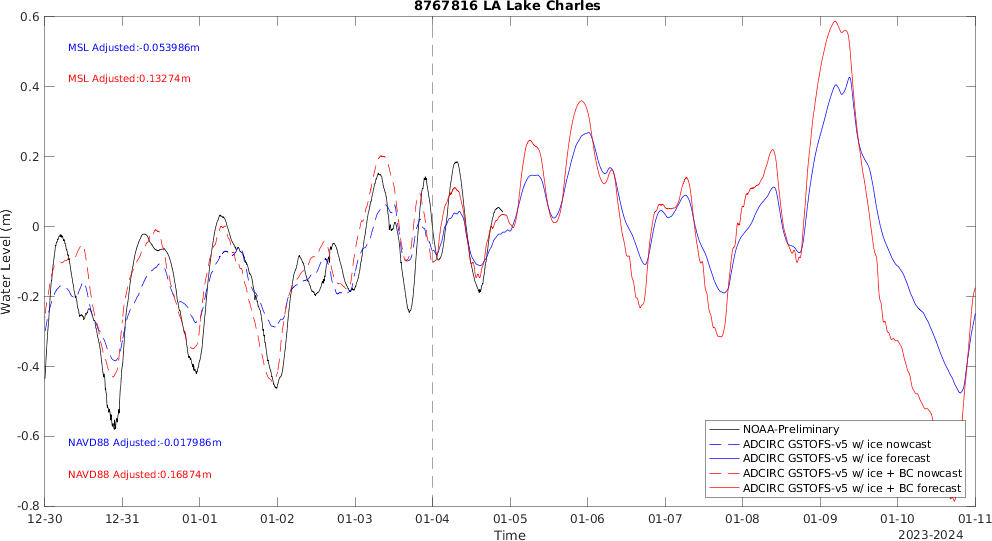 8767816 LA Lake Charles
MSL Adjusted:-0.053986m
MSL Adjusted:0.13274m
NAVD88 Adjusted:-0.017986m
NAVD88 Adjusted:0.16874m
Water Level (m)
0.6
0.4
0.2
0
-0.2
-0.4
-0.6
-0.8
NOAA-Preliminary
ADCIRC GSTOFS-v5 w/ ice nowcast
ADCIRC GSTOFS-v5 w/ ice forecast
ADCIRC GSTOFS-v5 w/ ice + BC nowcast
ADCIRC GSTOFS-v5 w/ ice + BC forecast
12-30 12-31 01-01 01-02 01-03 01-04 01-05 01-06 01-07 01-08 01-09 01-10 01-11
Time
2023-2024